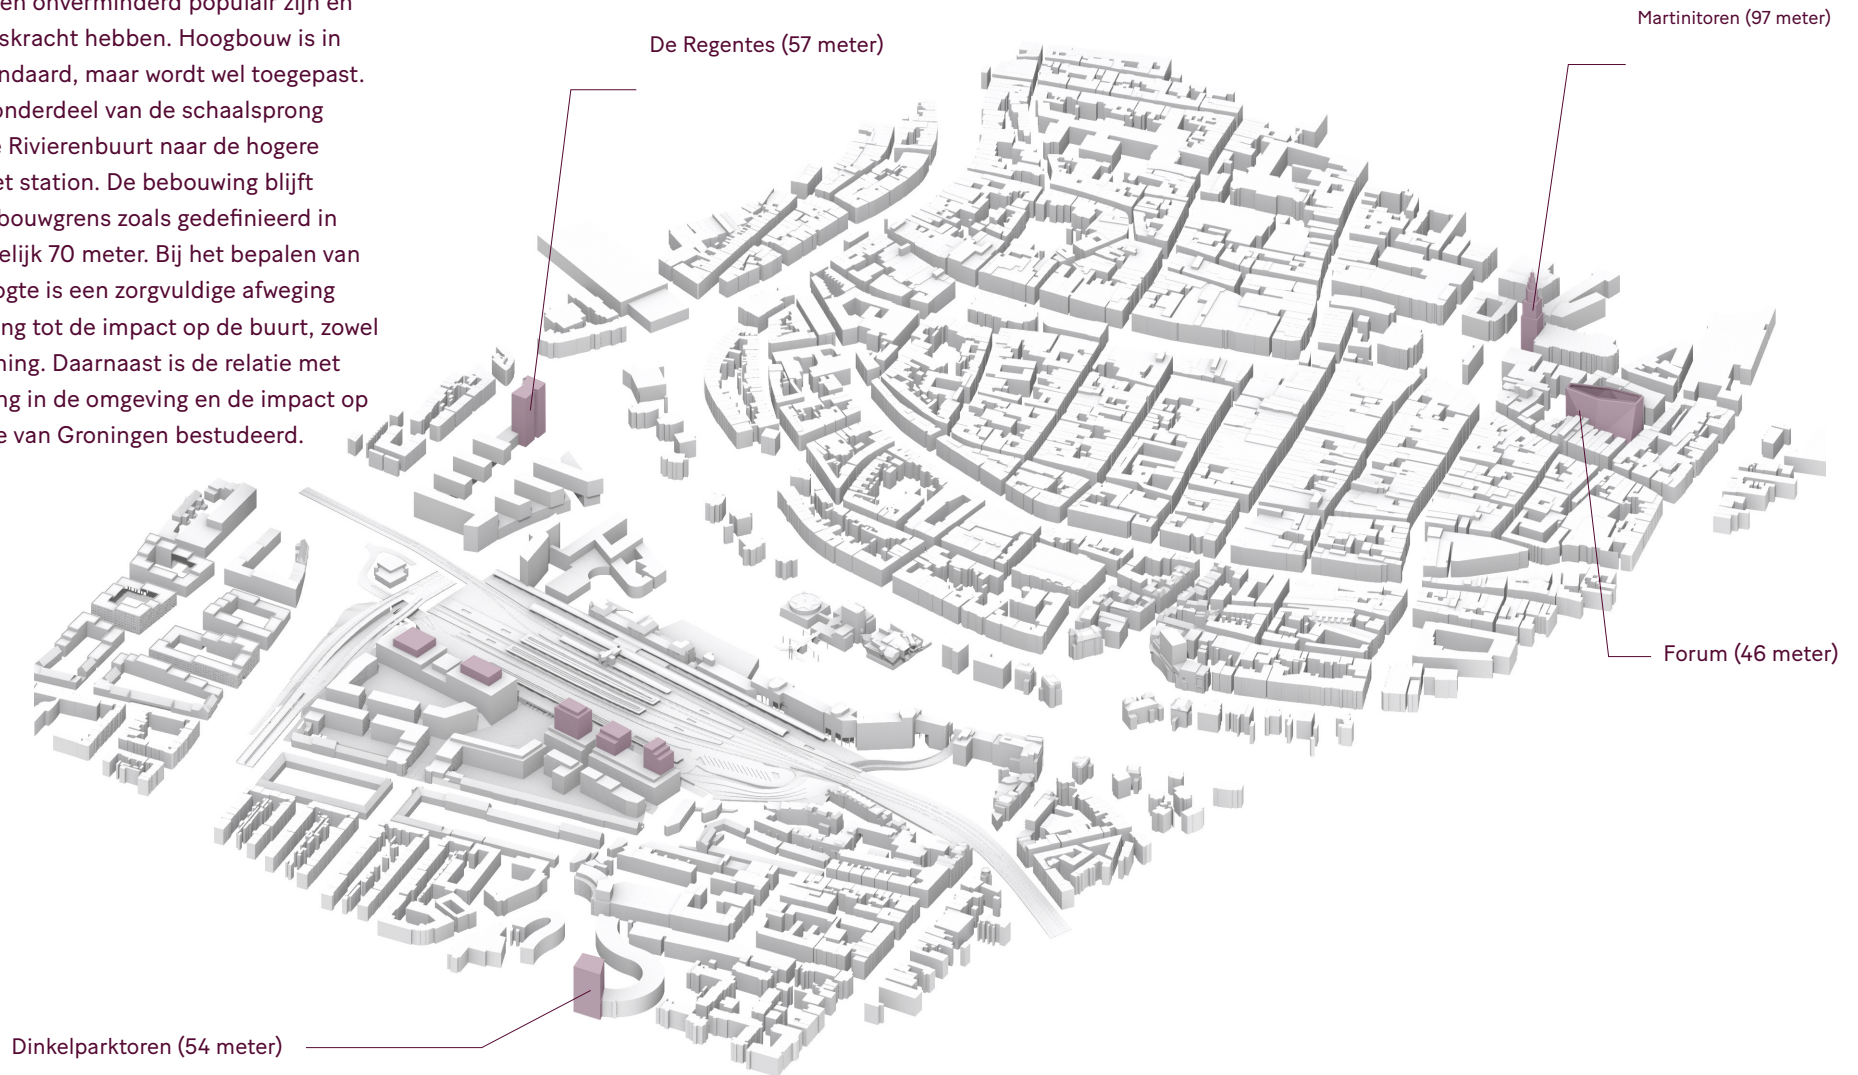 en onverminderd populair zijn en
skracht hebben. Hoogbouw is in
ndaard, maar wordt wel toegepast.
onderdeel van de schaalsprong
e Rivierenbuurt naar de hogere
et station. De bebouwing blijft
bouwgrens zoals gedefinieerd in
elijk 70 meter. Bij het bepalen van
ogte is een zorgvuldige afweging
ng tot de impact op de buurt, zowel
ning. Daarnaast is de relatie met
ng in de omgeving en de impact op
e van Groningen bestudeerd.
De Regentes (57 meter)
Martinitoren (97 meter)
Forum (46 meter)
Dinkelparktoren (54 meter)